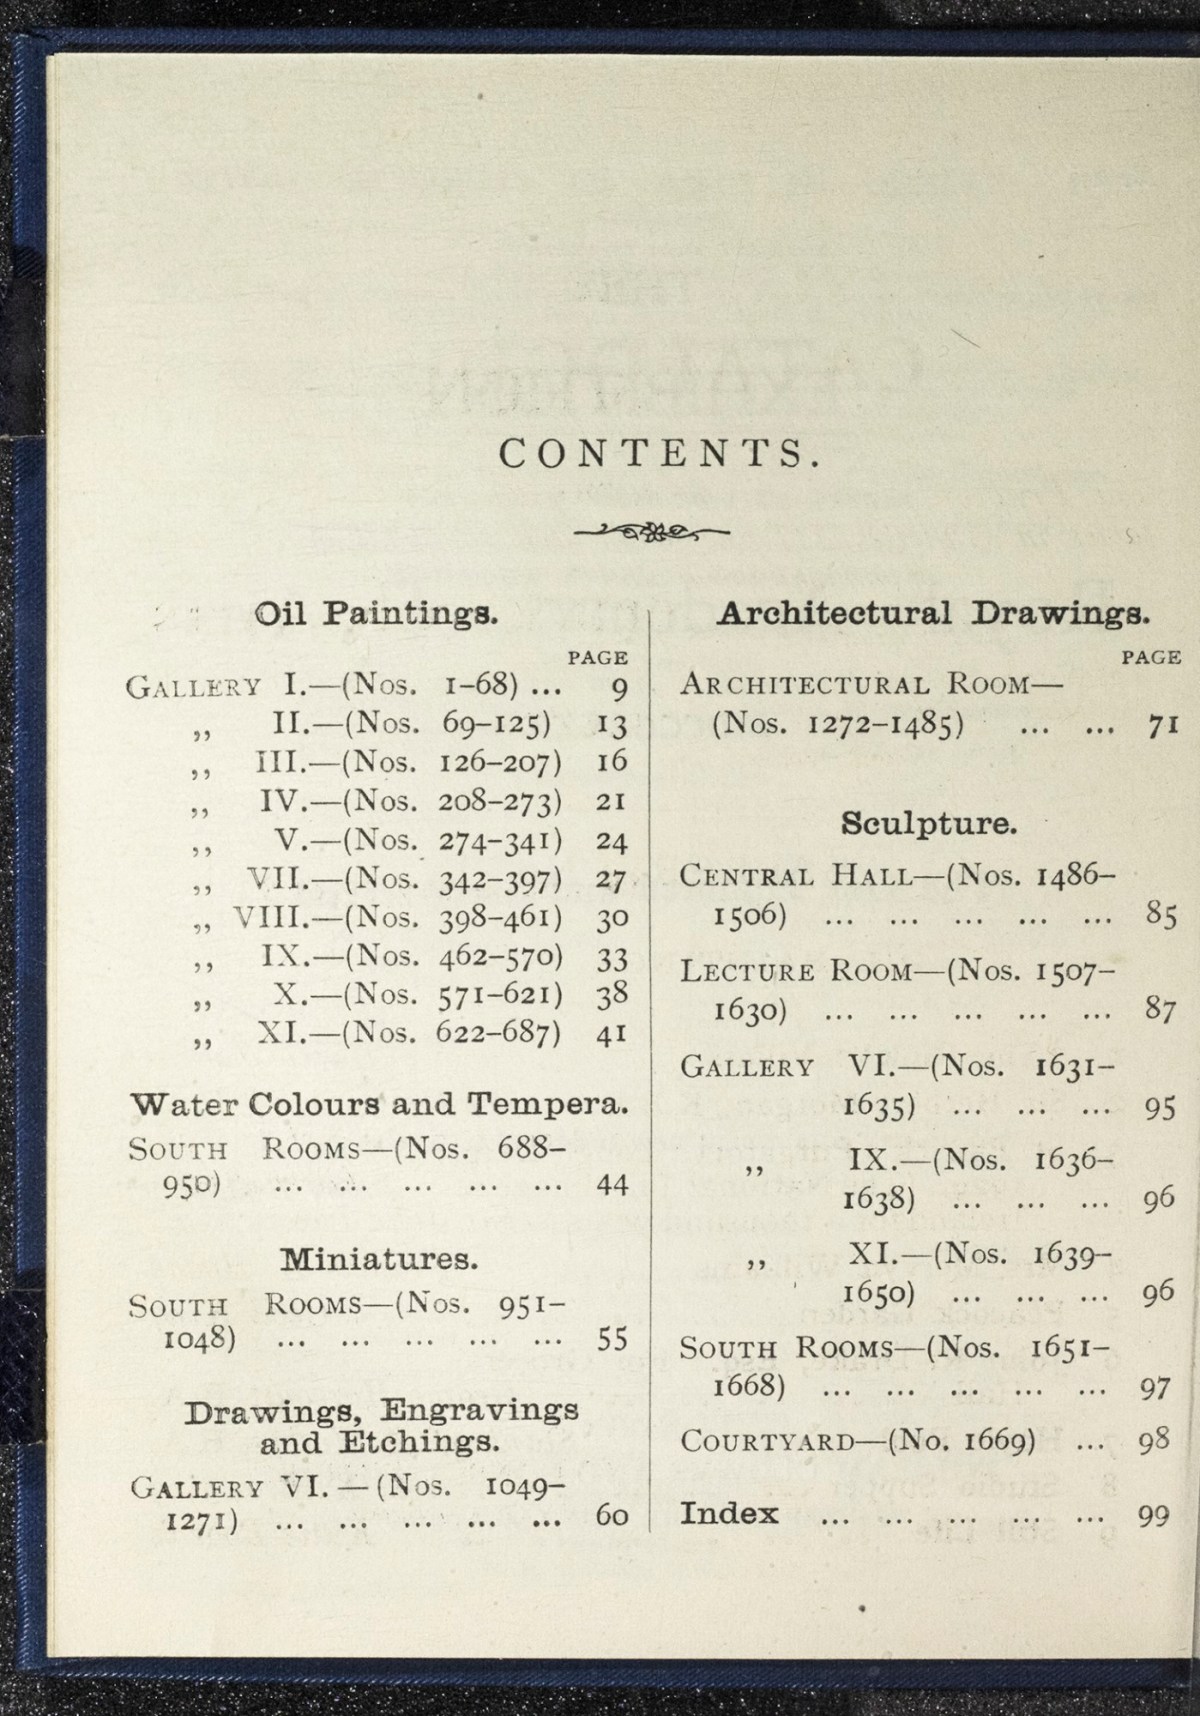 CONTENTS.
Oil Paintings.
PAGE
GALLERY I.—(Nos. 1-68) ... 9
,, II.—(Nos. 69-125) 13
,, III.—(Nos. 126-207) 16
,, IV.—(Nos. 208-273) 21
,, V.—(Nos. 274-341) 24
,, VII.—(Nos. 342-397) 27
,, VIII.—(Nos. 398-461) 30
,, IX.—(Nos. 462-570) 33
,, X.—(Nos. 571-621) 38
,, XI.—(Nos. 622-687) 41
Water Colours and Tempera.
SOUTH ROOMS—(Nos. 688-
950) ... ... ... ... ... 44
Miniatures.
SOUTH ROOMS—(Nos. 951-
1048) ... ... ... ... ... 55
Drawings, Engravings
and Etchings.
GALLERY VI.—(Nos. 1049-
1271) ... ... ... ... ... 60
Architectural Drawings.
PAGE
ARCHITECTURAL ROOM—
(Nos. 1272-1485) ... ... 71
Sculpture.
CENTRAL HALL—(Nos. 1486-
1506) ... ... ... ... ... 85
LECTURE ROOM—(Nos. 1507-
1630) ... ... ... ... ... 87
GALLERY VI.—(Nos. 1631-
1635) ... ... ... 95
,, IX.—(Nos. 1636-
1638) ... ... ... 96
,, XI.—(Nos. 1639-
1650) ... ... ... 96
SOUTH ROOMS—(Nos. 1651-
1668) ... ... ... ... ... 97
COURTYARD—(No. 1669) ... 98
Index ... ... ... ... ... 99